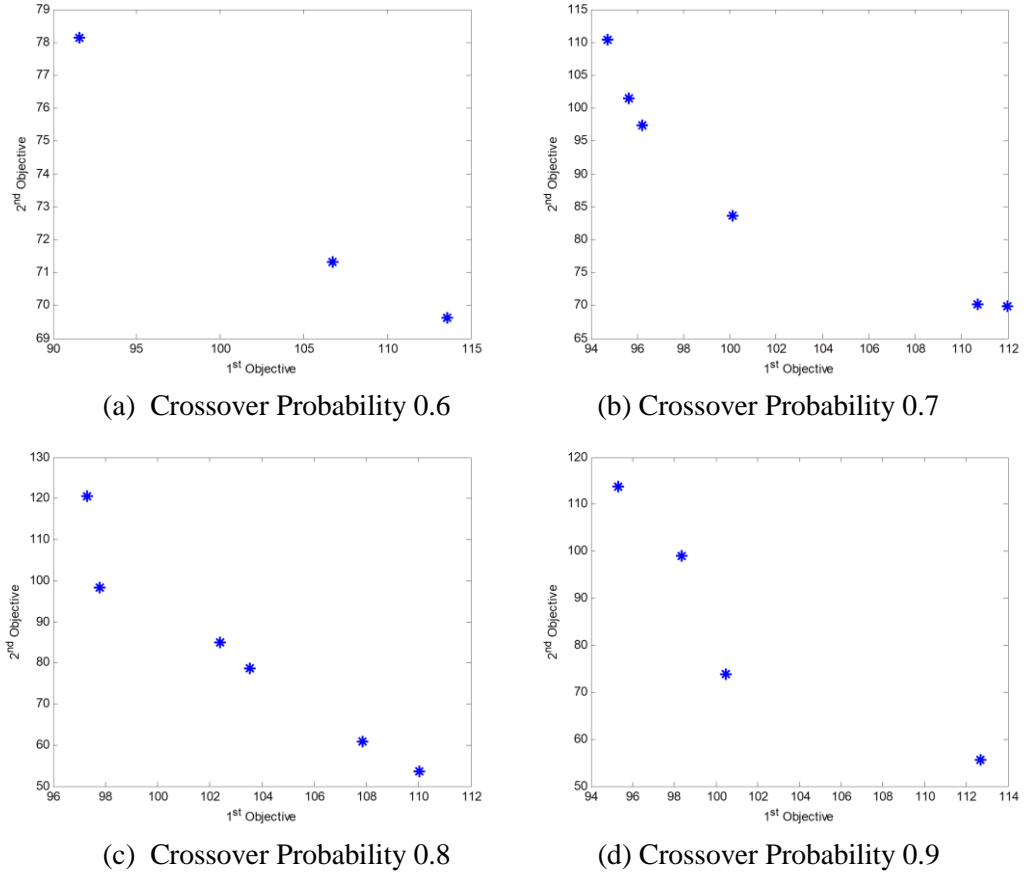 79
78
77
76
75
74
73
72
71
70
69
2nd Objective
90 95 100 105 110 115
1st Objective
(a) Crossover Probability 0.6
115
110
105
100
95
90
85
80
75
70
65
2nd Objective
94 96 98 100 102 104 106 108 110 112
1st Objective
(b) Crossover Probability 0.7
130
120
110
100
90
80
70
60
50
2nd Objective
96 98 100 102 104 106 108 110 112
1st Objective
(c) Crossover Probability 0.8
120
110
100
90
80
70
60
50
2nd Objective
94 96 98 100 102 104 106 108 110 112 114
1st Objective
(d) Crossover Probability 0.9